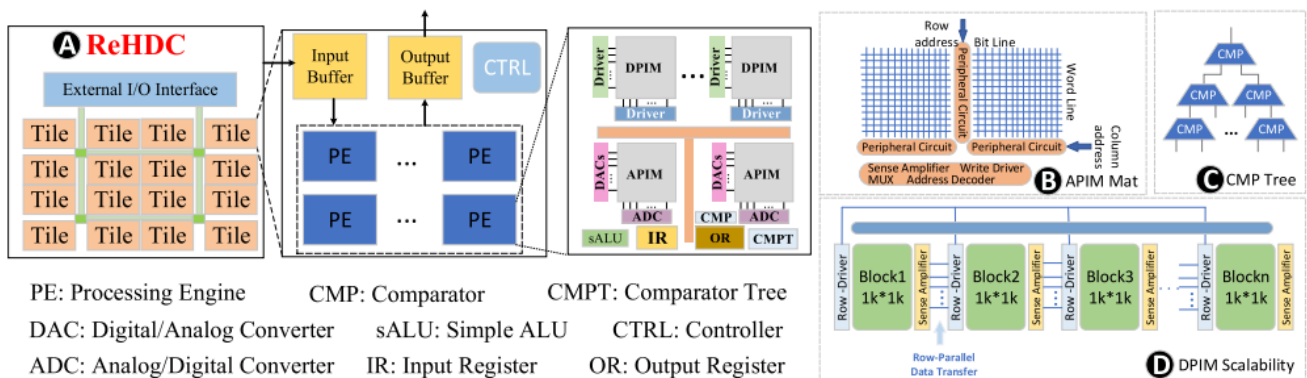 A ReHDC
External I/O Interface
Tile Tile Tile Tile
Tile Tile Tile Tile
Tile Tile Tile Tile
Tile Tile Tile Tile
Input
Buffer
Output
Buffer
CTRL
PE ... PE
PE ... PE
Driver DPIM ... Driver DPIM
Driver Driver
DACs APIM DACs APIM
ADC CMP ADC
sALU IR OR CMPT
Row
address
Bit Line
Peripheral Circuit
Word Line
Column
address
Peripheral Circuit Peripheral Circuit
Sense Amplifier Write Driver
MUX Address Decoder
B APIM Mat
CMP
CMP CMP
CMP ... CMP
C CMP Tree
Row -Driver
Block1
1k*1k
Sense Amplifier
Row -Driver
Block2
1k*1k
Sense Amplifier
Row -Driver
Block3
1k*1k
Sense Amplifier
...
Row -Driver
Blockn
1k*1k
Sense Amplifier
Row-Parallel
Data Transfer
D DPIM Scalability
PE: Processing Engine CMP: Comparator CMPT: Comparator Tree
DAC: Digital/Analog Converter sALU: Simple ALU CTRL: Controller
ADC: Analog/Digital Converter IR: Input Register OR: Output Register